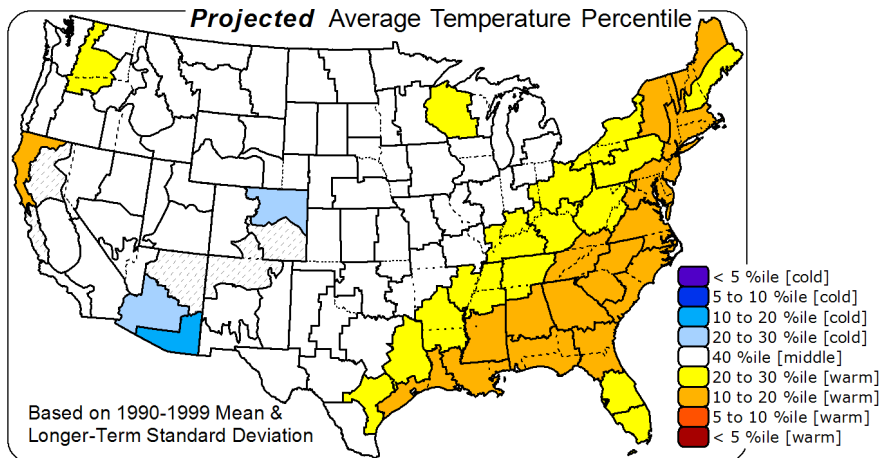 Projected Average Temperature Percentile
< 5 %ile [cold]
5 to 10 %ile [cold]
10 to 20 %ile [cold]
20 to 30 %ile [cold]
40 %ile [middle]
20 to 30 %ile [warm]
10 to 20 %ile [warm]
5 to 10 %ile [warm]
< 5 %ile [warm]
Based on 1990-1999 Mean &
Longer-Term Standard Deviation